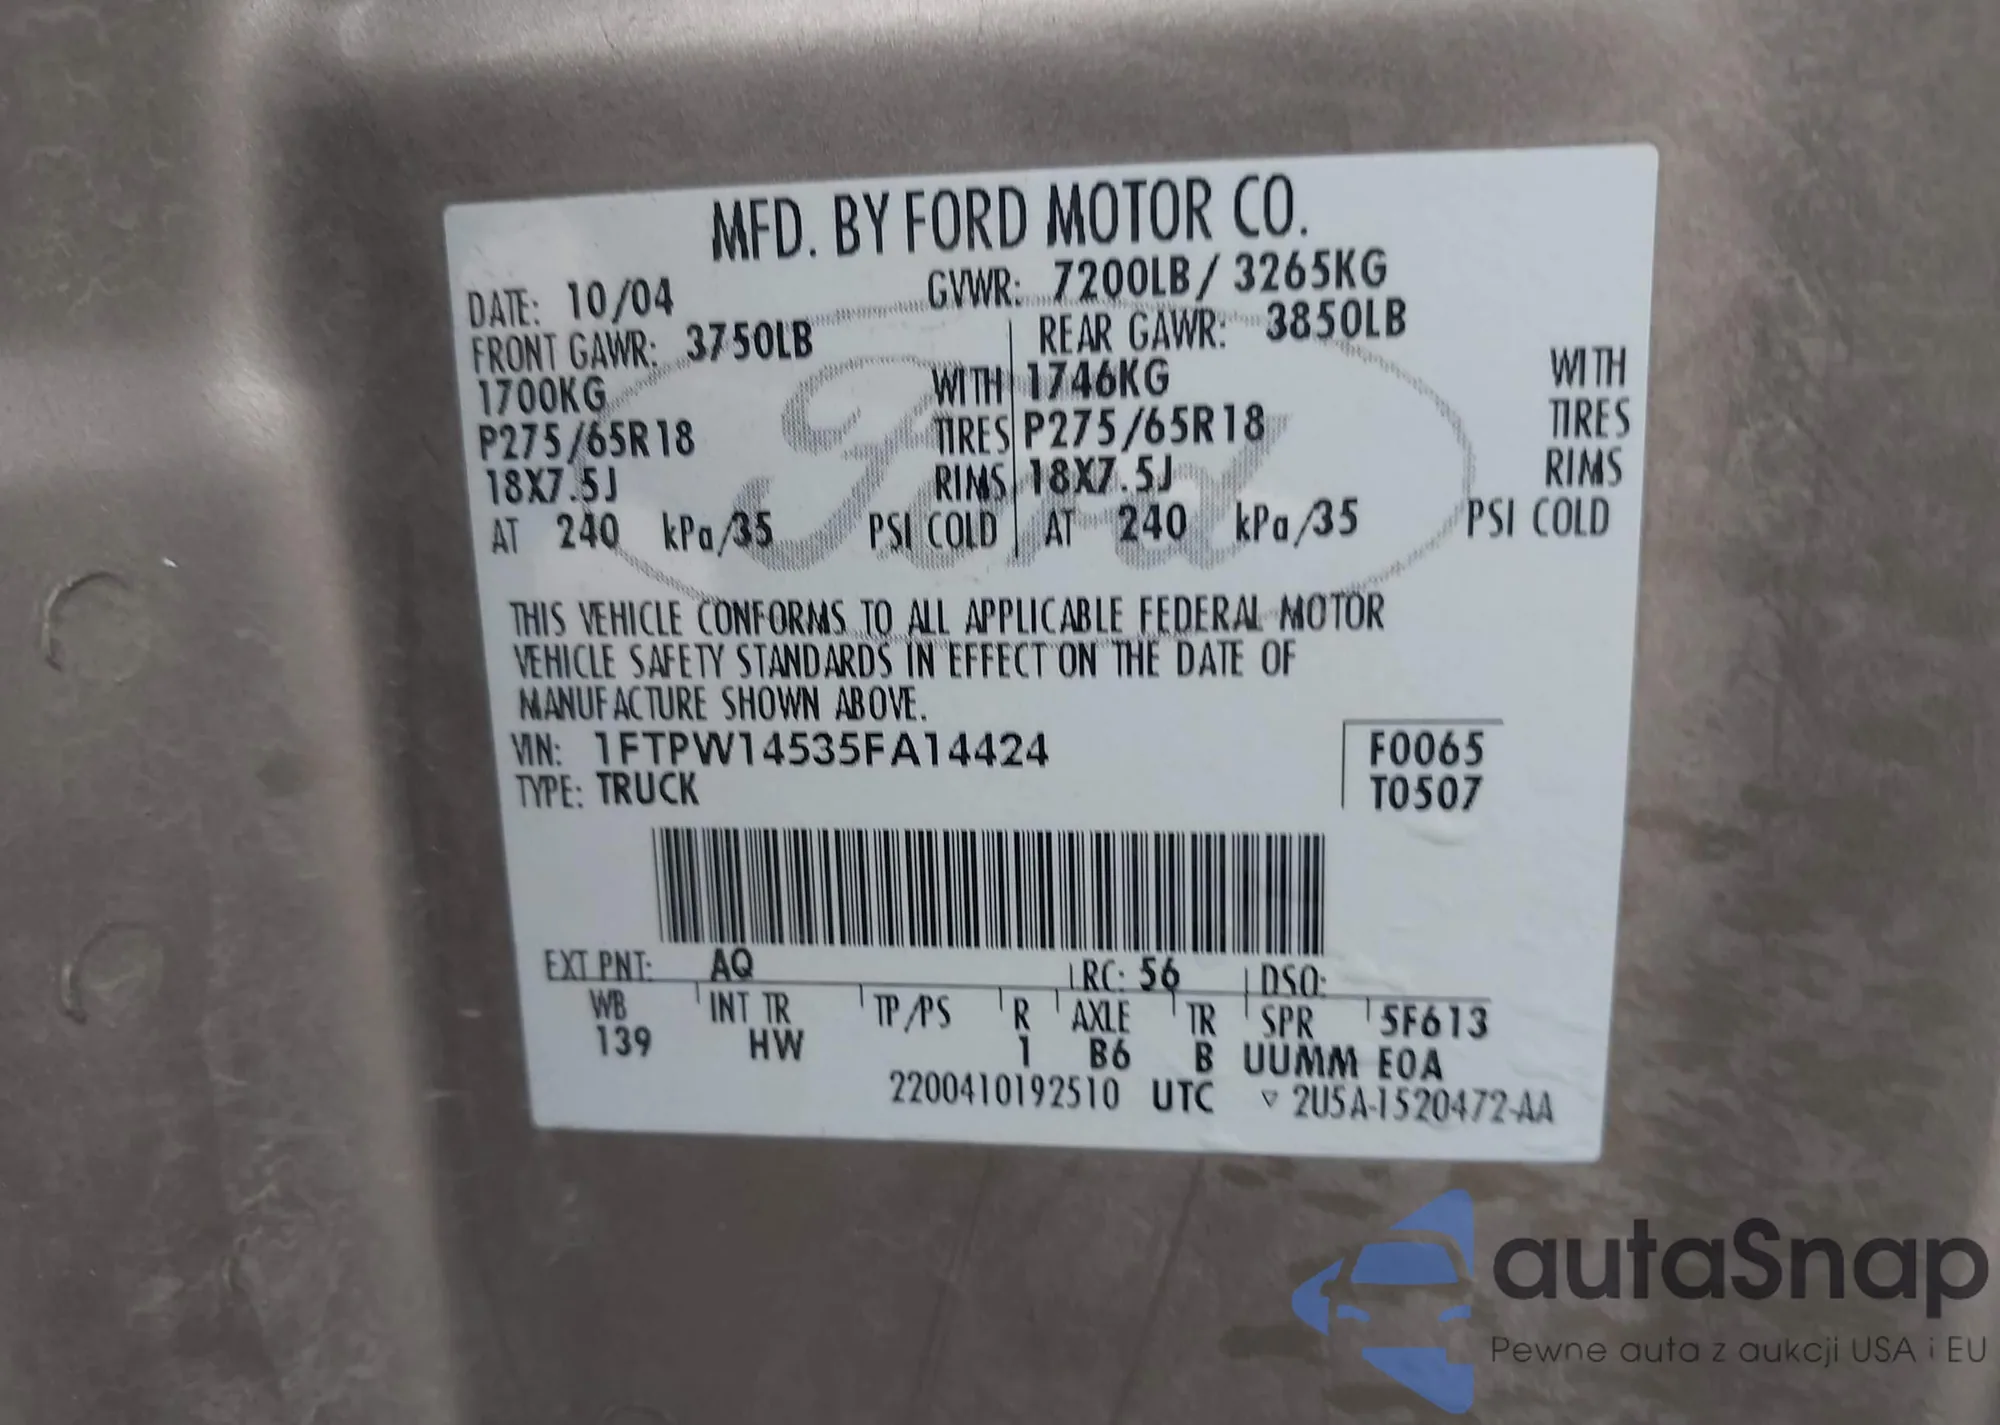 MFD. BY FORD MOTOR CO.
DATE: 10/04 GVWR: 7200LB / 3265KG
FRONT GAWR: 3750LB REAR GAWR: 3850LB
1700KG WITH 1746KG WITH
P275/65R18 TIRES P275/65R18 TIRES
18X7.5J RIMS 18X7.5J RIMS
AT 240 kPa/35 PSI COLD AT 240 kPa/35 PSI COLD
Ford
THIS VEHICLE CONFORMS TO ALL APPLICABLE FEDERAL MOTOR
VEHICLE SAFETY STANDARDS IN EFFECT ON THE DATE OF
MANUFACTURE SHOWN ABOVE.
VIN: 1FTPW14535FA14424 F0065
TYPE: TRUCK T0507
EXT PNT: AQ RC: 56 DSO:
WB INT TR TP/PS R AXLE TR SPR 5F613
139 HW 1 B6 B UUMM E0A
2200410192510 UTC ▽ 2U5A-1520472-AA
autaSnap
Pewne auta z aukcji USA i EU